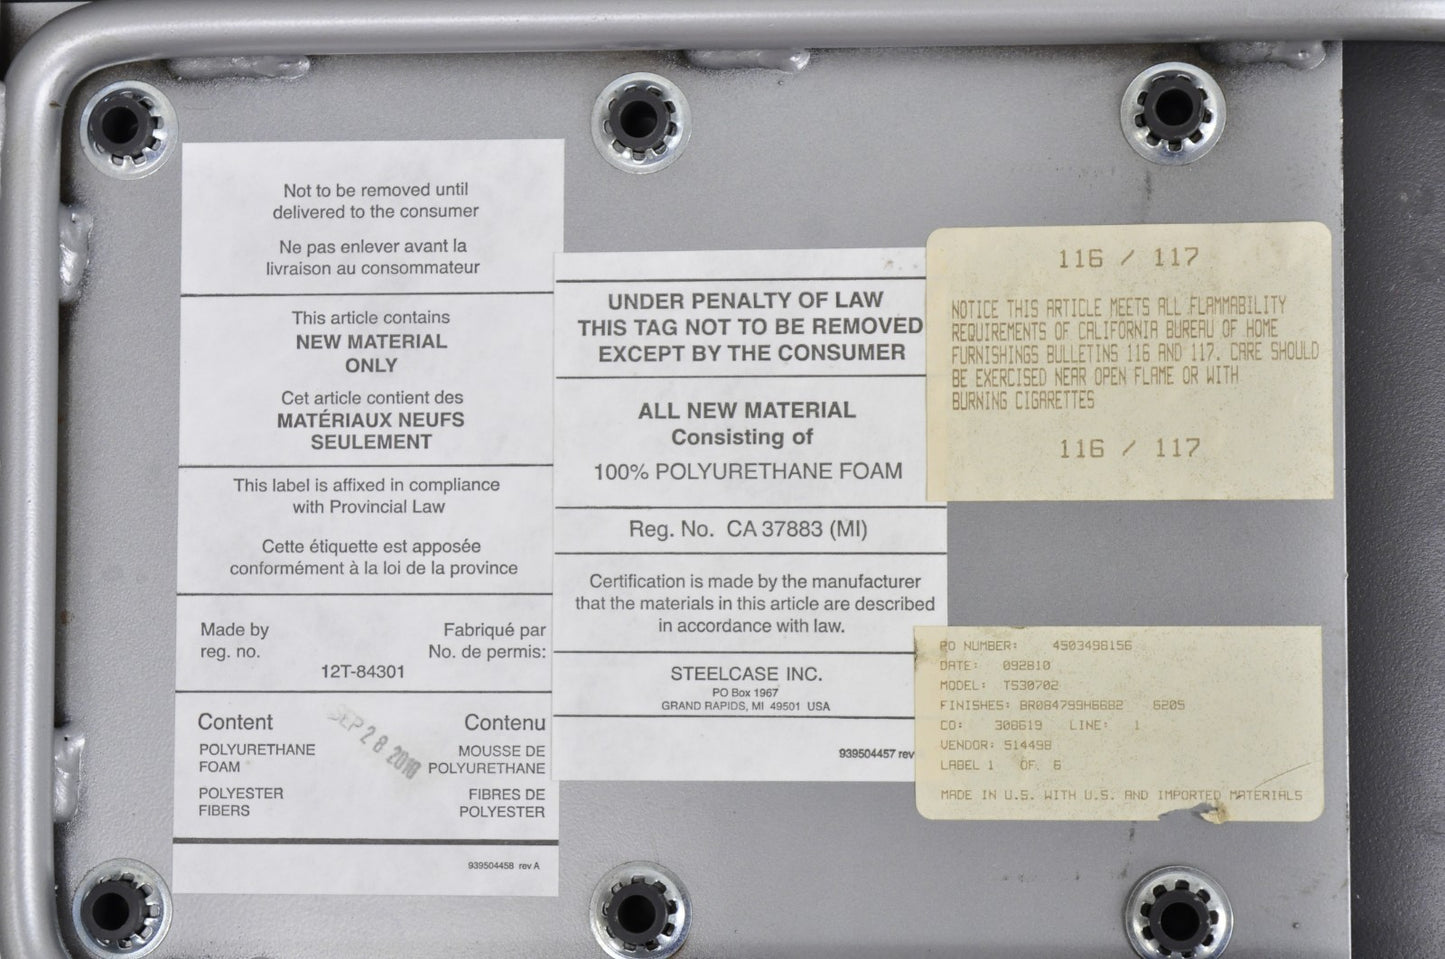 Not to be removed until
delivered to the consumer
Ne pas enlever avant la
livraison au consommateur
This article contains
NEW MATERIAL
ONLY
Cet article contient des
MATÉRIAUX NEUFS
SEULEMENT
This label is affixed in compliance
with Provincial Law
Cette étiquette est apposée
conformément à la loi de la province
Made by Fabriqué par
reg. no. No. de permis:
12T-84301
Content Contenu
POLYURETHANE MOUSSE DE
FOAM POLYURETHANE
POLYESTER FIBRES DE
FIBERS POLYESTER
SEP 28 2010
939504458 rev A
UNDER PENALTY OF LAW
THIS TAG NOT TO BE REMOVED
EXCEPT BY THE CONSUMER
ALL NEW MATERIAL
Consisting of
100% POLYURETHANE FOAM
Reg. No. CA 37883 (MI)
Certification is made by the manufacturer
that the materials in this article are described
in accordance with law.
STEELCASE INC.
PO Box 1967
GRAND RAPIDS, MI 49501 USA
939504457 rev
116 / 117
NOTICE THIS ARTICLE MEETS ALL FLAMMABILITY
REQUIREMENTS OF CALIFORNIA BUREAU OF HOME
FURNISHINGS BULLETINS 116 AND 117. CARE SHOULD
BE EXERCISED NEAR OPEN FLAME OR WITH
BURNING CIGARETTES
116 / 117
PO NUMBER: 4503498156
DATE: 092810
MODEL: TS30702
FINISHES: 6205
CO: 308619 LINE: 1
VENDOR: 514498
LABEL 1 OF 6
MADE IN U.S. WITH U.S. AND IMPORTED MATERIALS